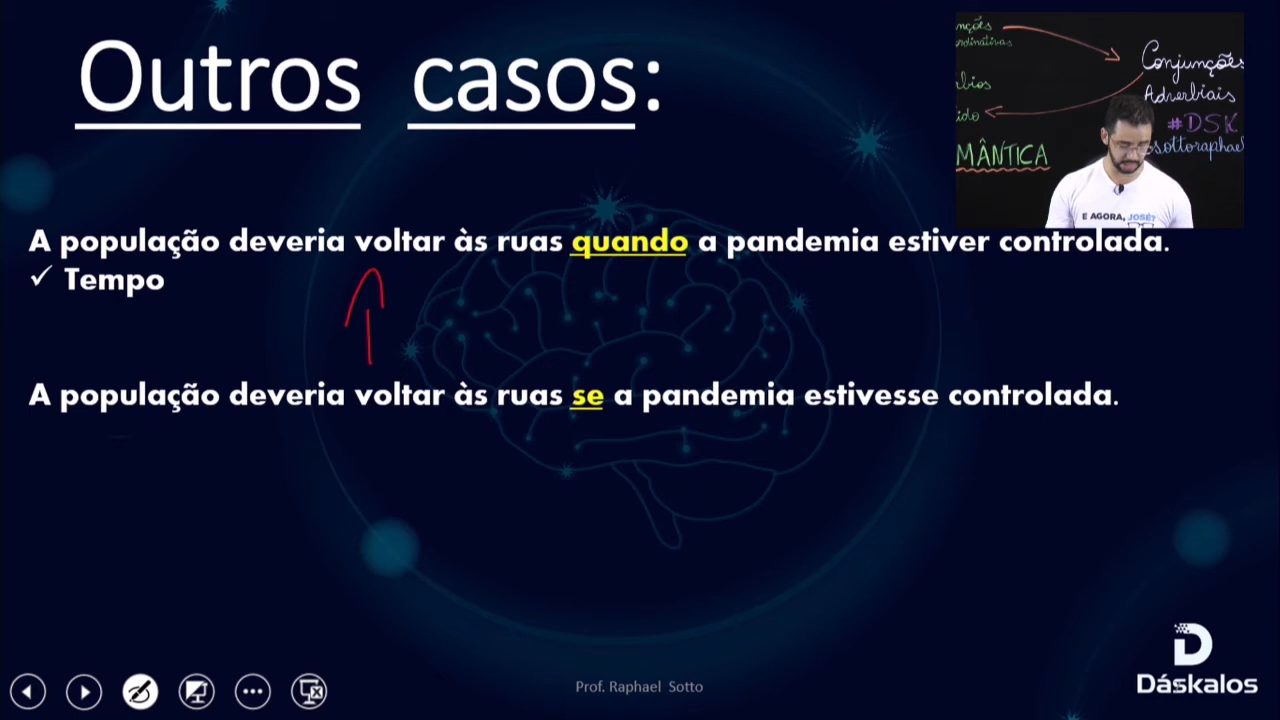 Outros casos:
Conjunções
Adverbiais
#DSK
MÂNTICA
E AGORA, JOSÉ?
A população deveria voltar às ruas quando a pandemia estiver controlada.
✓ Tempo
A população deveria voltar às ruas se a pandemia estivesse controlada.
Prof. Raphael Sotto
Dáskalos